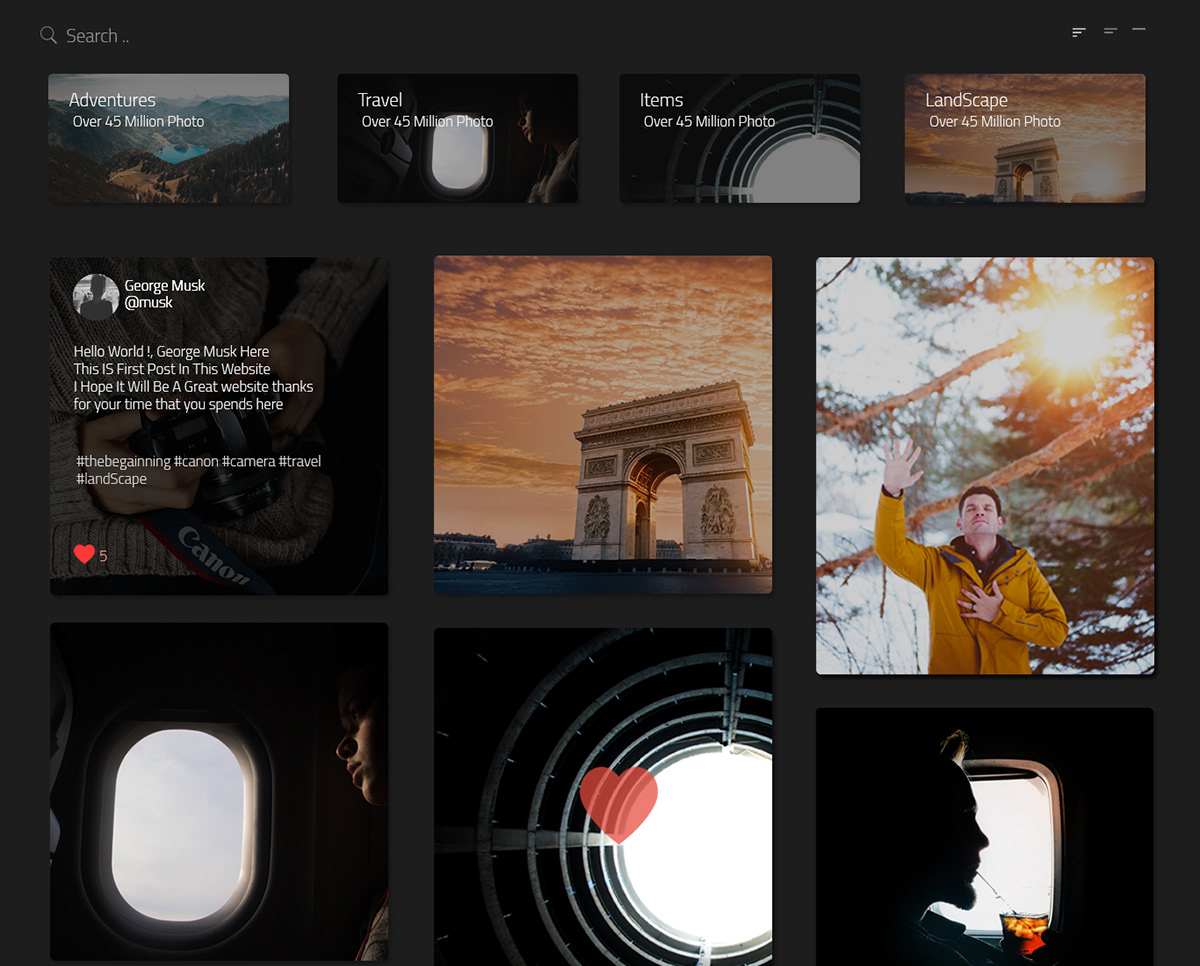 Search ..
Adventures
Over 45 Million Photo
Travel
Over 45 Million Photo
Items
Over 45 Million Photo
LandScape
Over 45 Million Photo
George Musk
@musk
Hello World !, George Musk Here
This IS First Post In This Website
I Hope It Will Be A Great website thanks
for your time that you spends here
#thebegainning #canon #camera #travel
#landScape
5
Canon